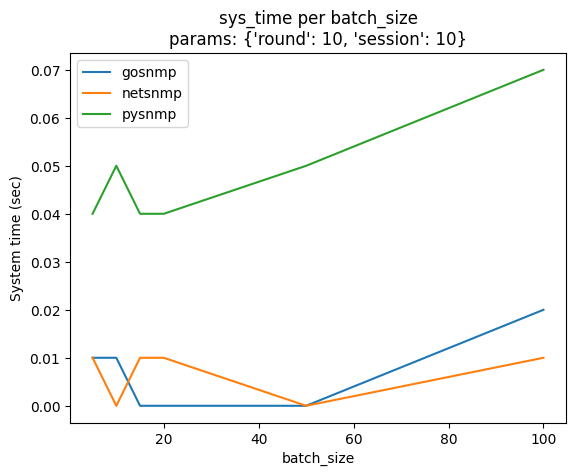 sys_time per batch_size
params: {'round': 10, 'session': 10}
gosnmp
netsnmp
pysnmp
System time (sec)
0.07
0.06
0.05
0.04
0.03
0.02
0.01
0.00
20
40
60
80
100
batch_size